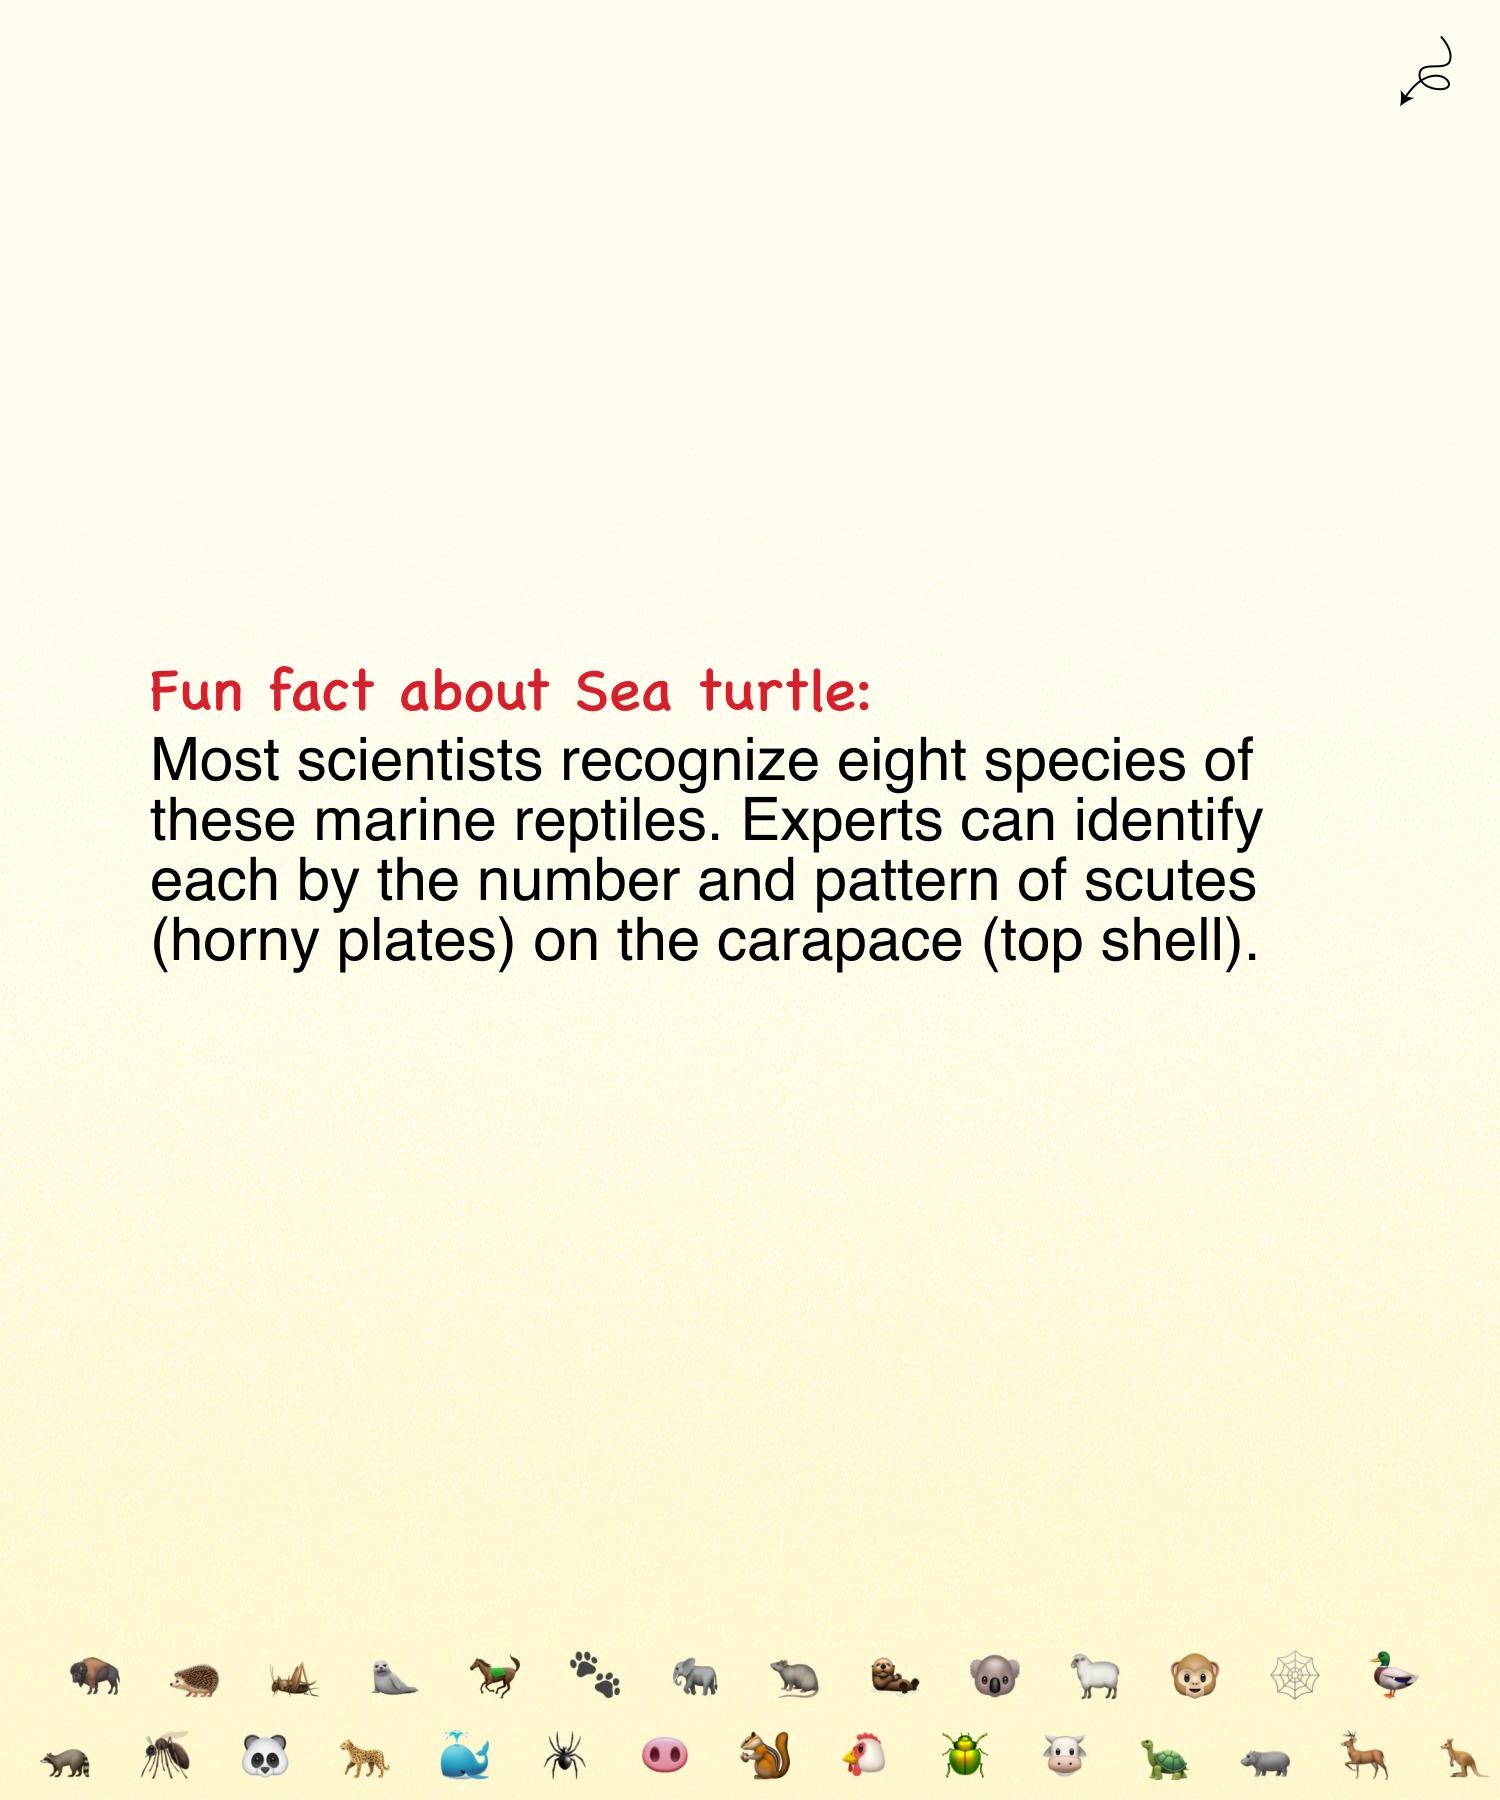 Fun fact about Sea turtle:
Most scientists recognize eight species of
these marine reptiles. Experts can identify
each by the number and pattern of scutes
(horny plates) on the carapace (top shell).